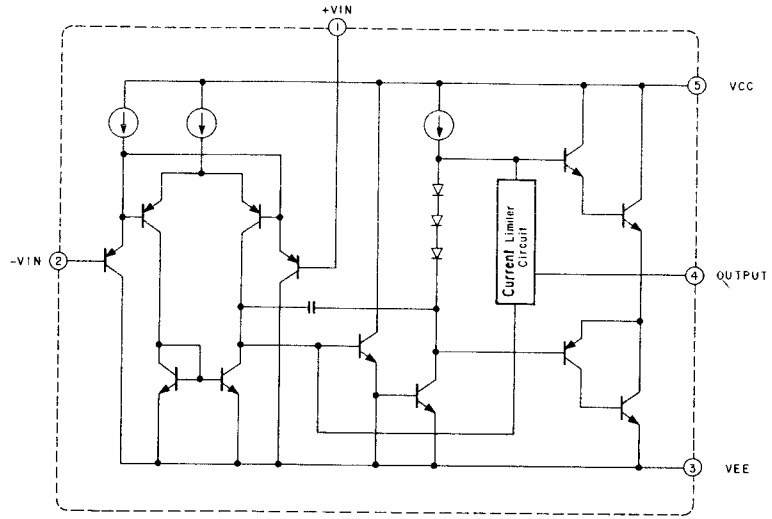 +VIN
1
5 VCC
-VIN 2
Current Limiter
Circuit
4 OUTPUT
3 VEE